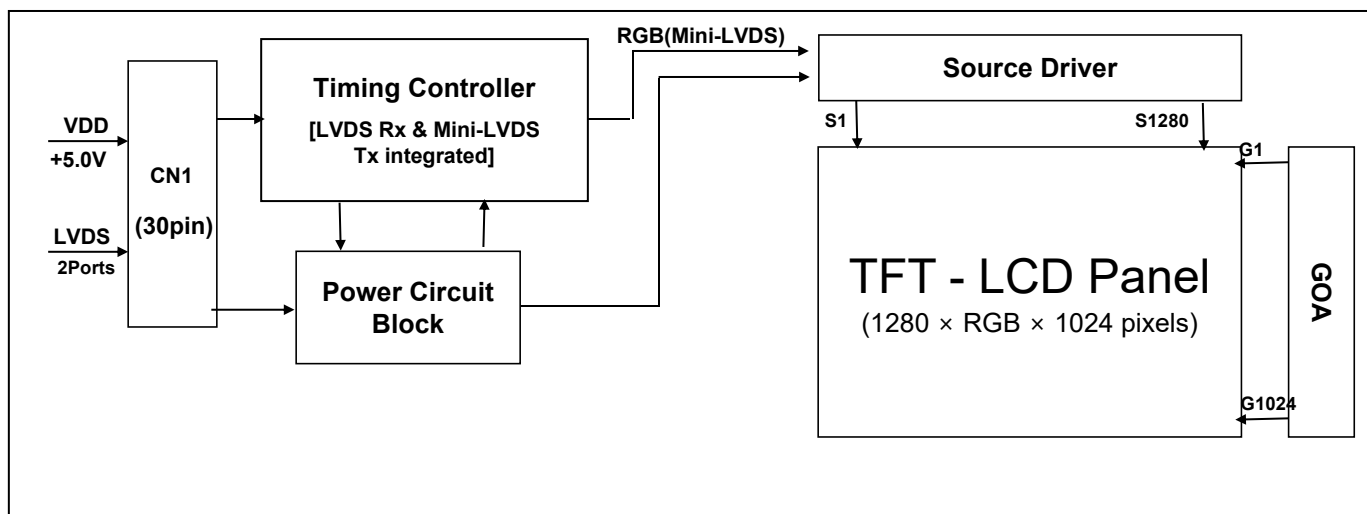 VDD
+5.0V
LVDS
2Ports
CN1
(30pin)
Timing Controller
[LVDS Rx & Mini-LVDS
Tx integrated]
Power Circuit
Block
RGB(Mini-LVDS)
Source Driver
S1
S1280
G1
TFT - LCD Panel
(1280 × RGB × 1024 pixels)
G1024
GOA